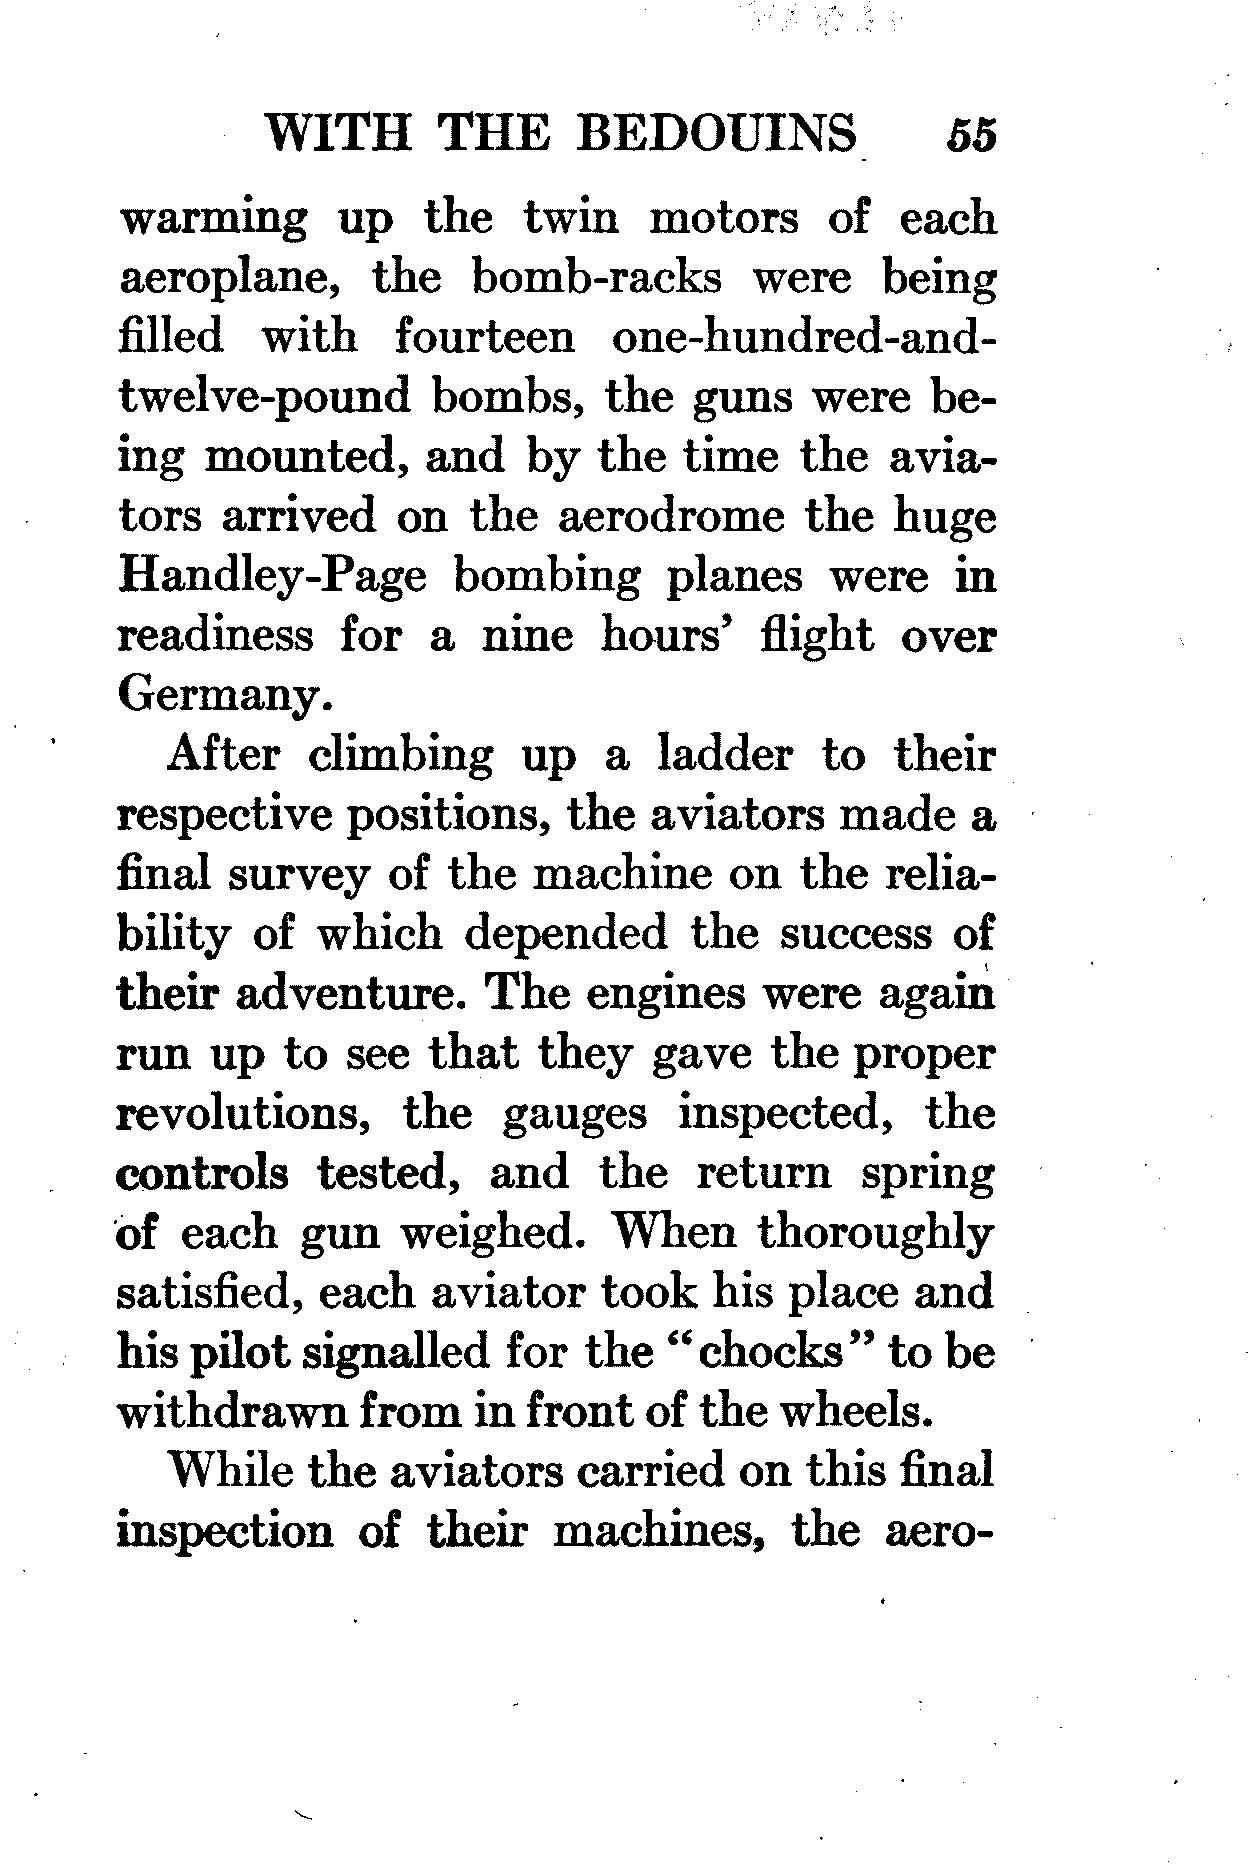 WITH THE BEDOUINS 55
warming up the twin motors of each
aeroplane, the bomb-racks were being
filled with fourteen one-hundred-and-
twelve-pound bombs, the guns were be-
ing mounted, and by the time the avia-
tors arrived on the aerodrome the huge
Handley-Page bombing planes were in
readiness for a nine hours' flight over
Germany.
After climbing up a ladder to their
respective positions, the aviators made a
final survey of the machine on the relia-
bility of which depended the success of
their adventure. The engines were again
run up to see that they gave the proper
revolutions, the gauges inspected, the
controls tested, and the return spring
of each gun weighed. When thoroughly
satisfied, each aviator took his place and
his pilot signalled for the "chocks" to be
withdrawn from in front of the wheels.
While the aviators carried on this final
inspection of their machines, the aero-